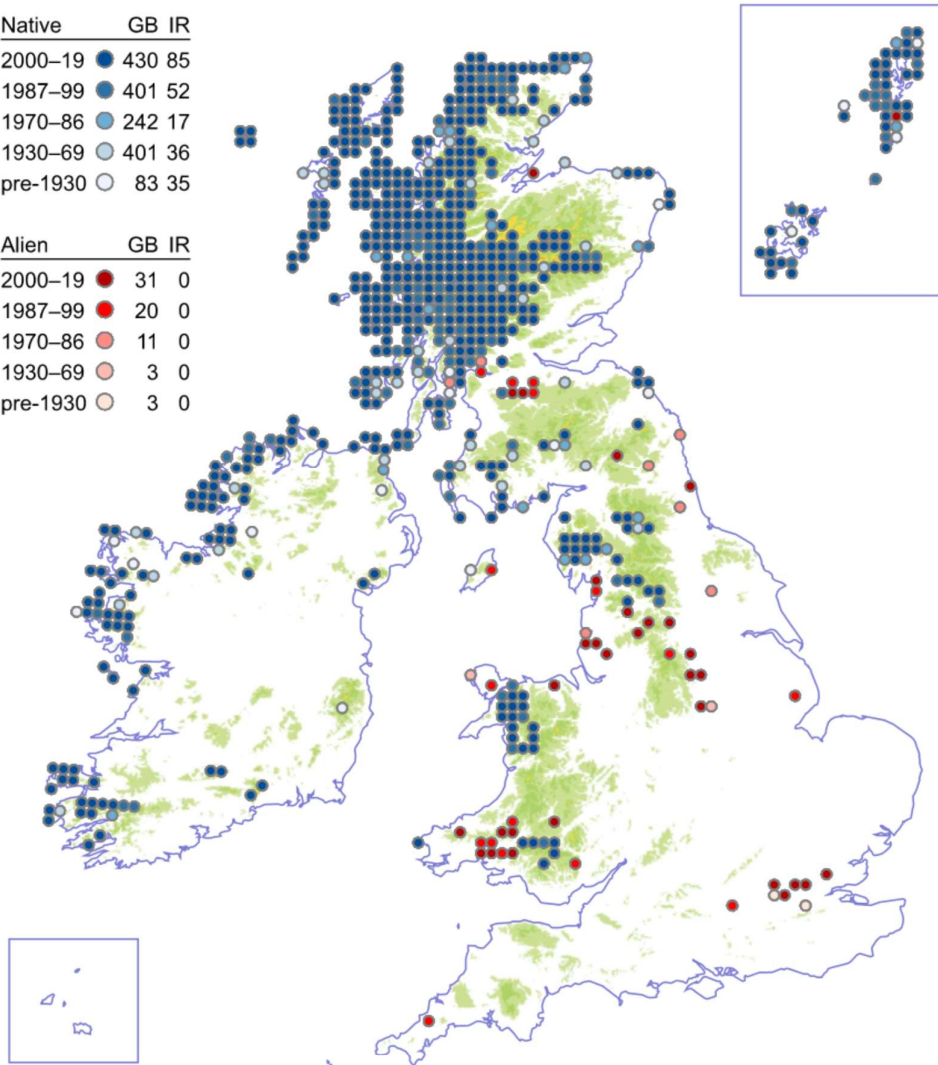 Native GB IR
2000–19 430 85
1987–99 401 52
1970–86 242 17
1930–69 401 36
pre-1930 83 35
Alien GB IR
2000–19 31 0
1987–99 20 0
1970–86 11 0
1930–69 3 0
pre-1930 3 0